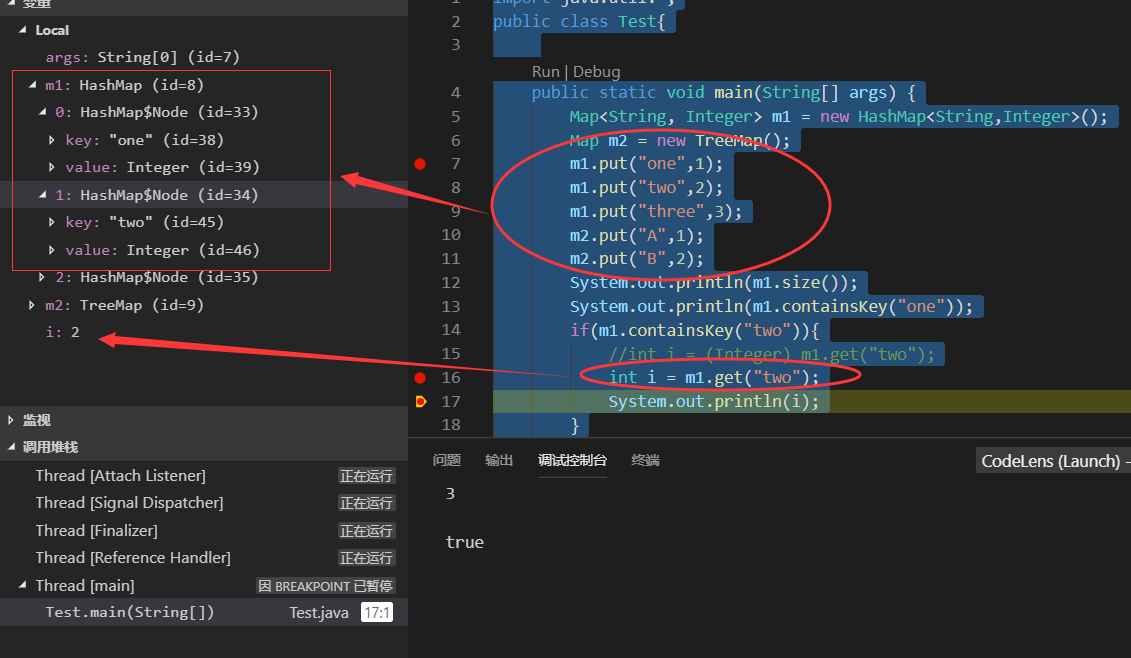 变量
Local
args: String[0] (id=7)
m1: HashMap (id=8)
0: HashMap$Node (id=33)
key: "one" (id=38)
value: Integer (id=39)
1: HashMap$Node (id=34)
key: "two" (id=45)
value: Integer (id=46)
2: HashMap$Node (id=35)
m2: TreeMap (id=9)
i: 2
监视
调用堆栈
Thread [Attach Listener] 正在运行
Thread [Signal Dispatcher] 正在运行
Thread [Finalizer] 正在运行
Thread [Reference Handler] 正在运行
Thread [main] 因 BREAKPOINT 已暂停
Test.main(String[]) Test.java 17:1
1 import java.util.*;
2 public class Test{
3
Run | Debug
4 public static void main(String[] args) {
5 Map<String, Integer> m1 = new HashMap<String,Integer>();
6 Map m2 = new TreeMap();
7 m1.put("one",1);
8 m1.put("two",2);
9 m1.put("three",3);
10 m2.put("A",1);
11 m2.put("B",2);
12 System.out.println(m1.size());
13 System.out.println(m1.containsKey("one"));
14 if(m1.containsKey("two")){
15 //int i = (Integer) m1.get("two");
16 int i = m1.get("two");
17 System.out.println(i);
18 }
问题 输出 调试控制台 终端
CodeLens (Launch) -
3
true